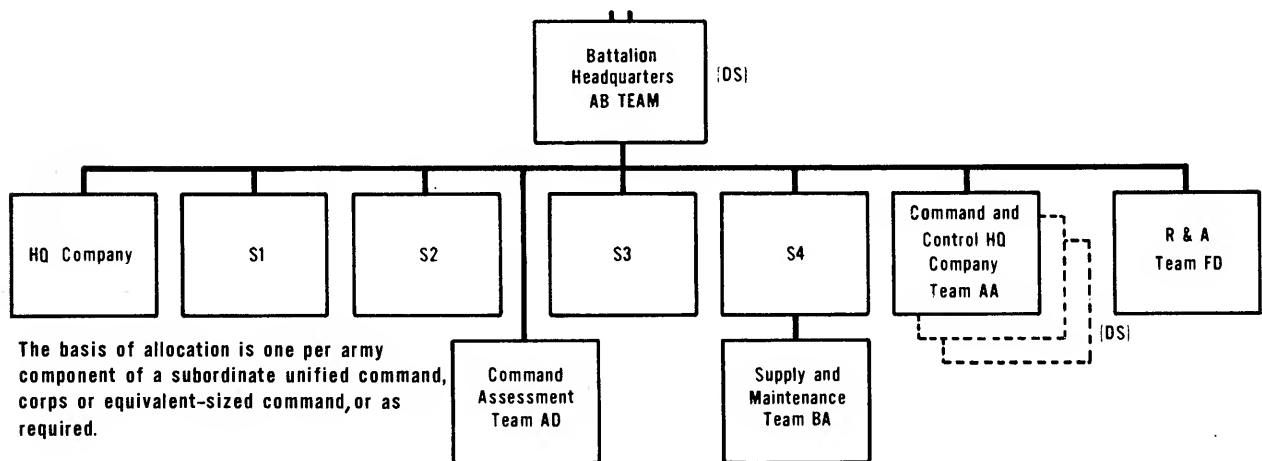 Battalion
Headquarters
AB TEAM
(DS)
HQ Company
S1
S2
S3
S4
Command and
Control HQ
Company
Team AA
R & A
Team FD
(DS)
The basis of allocation is one per army
component of a subordinate unified command,
corps or equivalent-sized command, or as
required.
Command
Assessment
Team AD
Supply and
Maintenance
Team BA